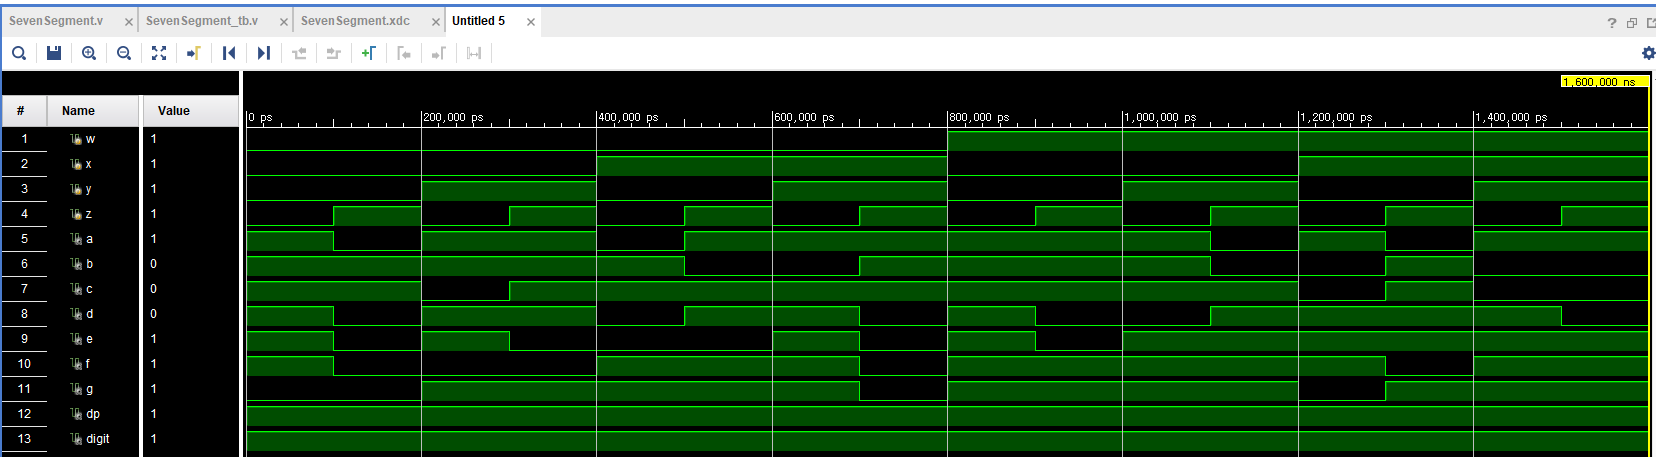 SevenSegment.v × SevenSegment_tb.v × SevenSegment.xdc × Untitled 5 ×
?
1,600,000 ns
# Name Value
0 ps 200,000 ps 400,000 ps 600,000 ps 800,000 ps 1,000,000 ps 1,200,000 ps 1,400,000 ps
1 w 1
2 x 1
3 y 1
4 z 1
5 a 1
6 b 0
7 c 0
8 d 0
9 e 1
10 f 1
11 g 1
12 dp 1
13 digit 1